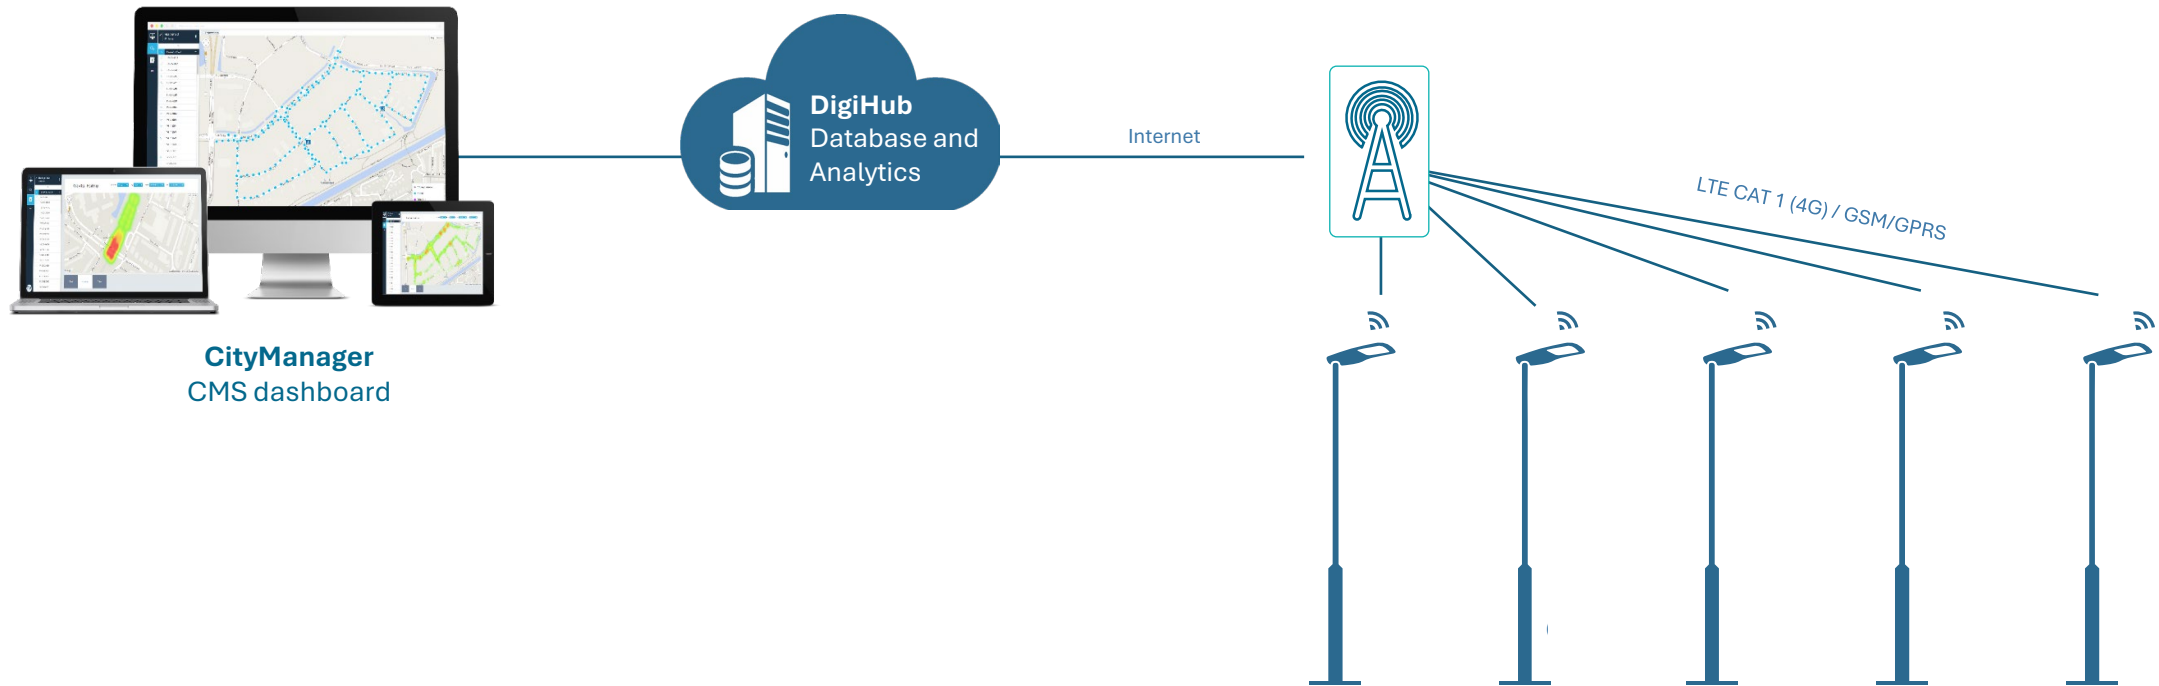 DigiHub
Database and
Analytics
Internet
LTE CAT 1 (4G) / GSM/GPRS
CityManager
CMS dashboard